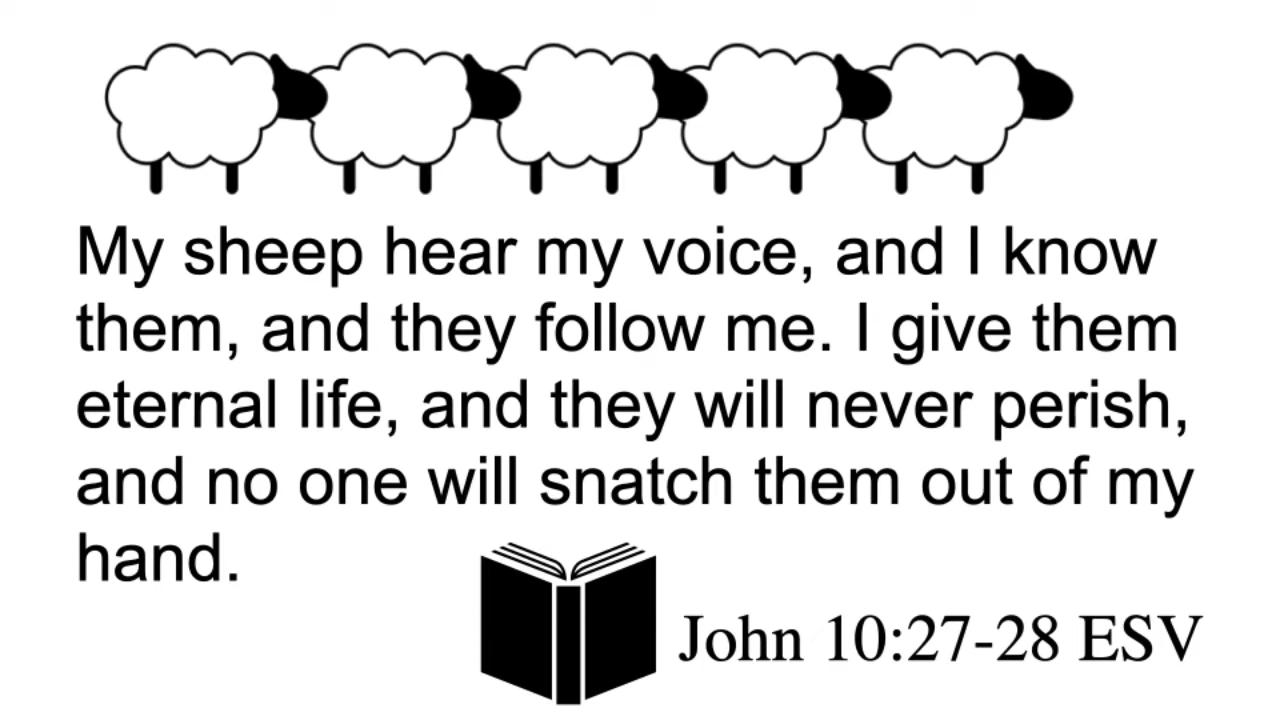 My sheep hear my voice, and I know
them, and they follow me. I give them
eternal life, and they will never perish,
and no one will snatch them out of my
hand.
John 10:27-28 ESV